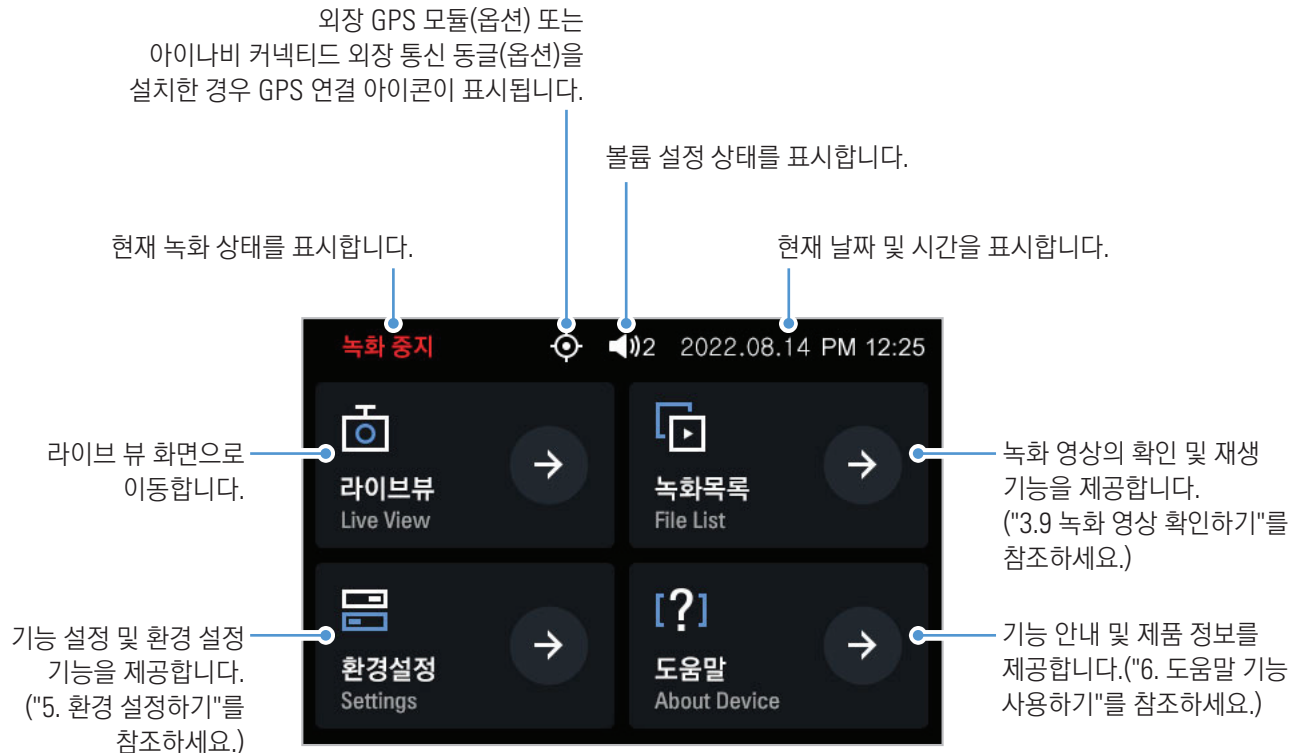 외장 GPS 모듈(옵션) 또는
아이나비 커넥티드 외장 통신 동글(옵션)을
설치한 경우 GPS 연결 아이콘이 표시됩니다.
볼륨 설정 상태를 표시합니다.
현재 녹화 상태를 표시합니다.
현재 날짜 및 시간을 표시합니다.
녹화 중지
2 2022.08.14 PM 12:25
라이브 뷰 화면으로
이동합니다.
라이브뷰
Live View
녹화목록
File List
녹화 영상의 확인 및 재생
기능을 제공합니다.
("3.9 녹화 영상 확인하기"를
참조하세요.)
기능 설정 및 환경 설정
기능을 제공합니다.
("5. 환경 설정하기"를
참조하세요.)
환경설정
Settings
[?]
도움말
About Device
기능 안내 및 제품 정보를
제공합니다.("6. 도움말 기능
사용하기"를 참조하세요.)